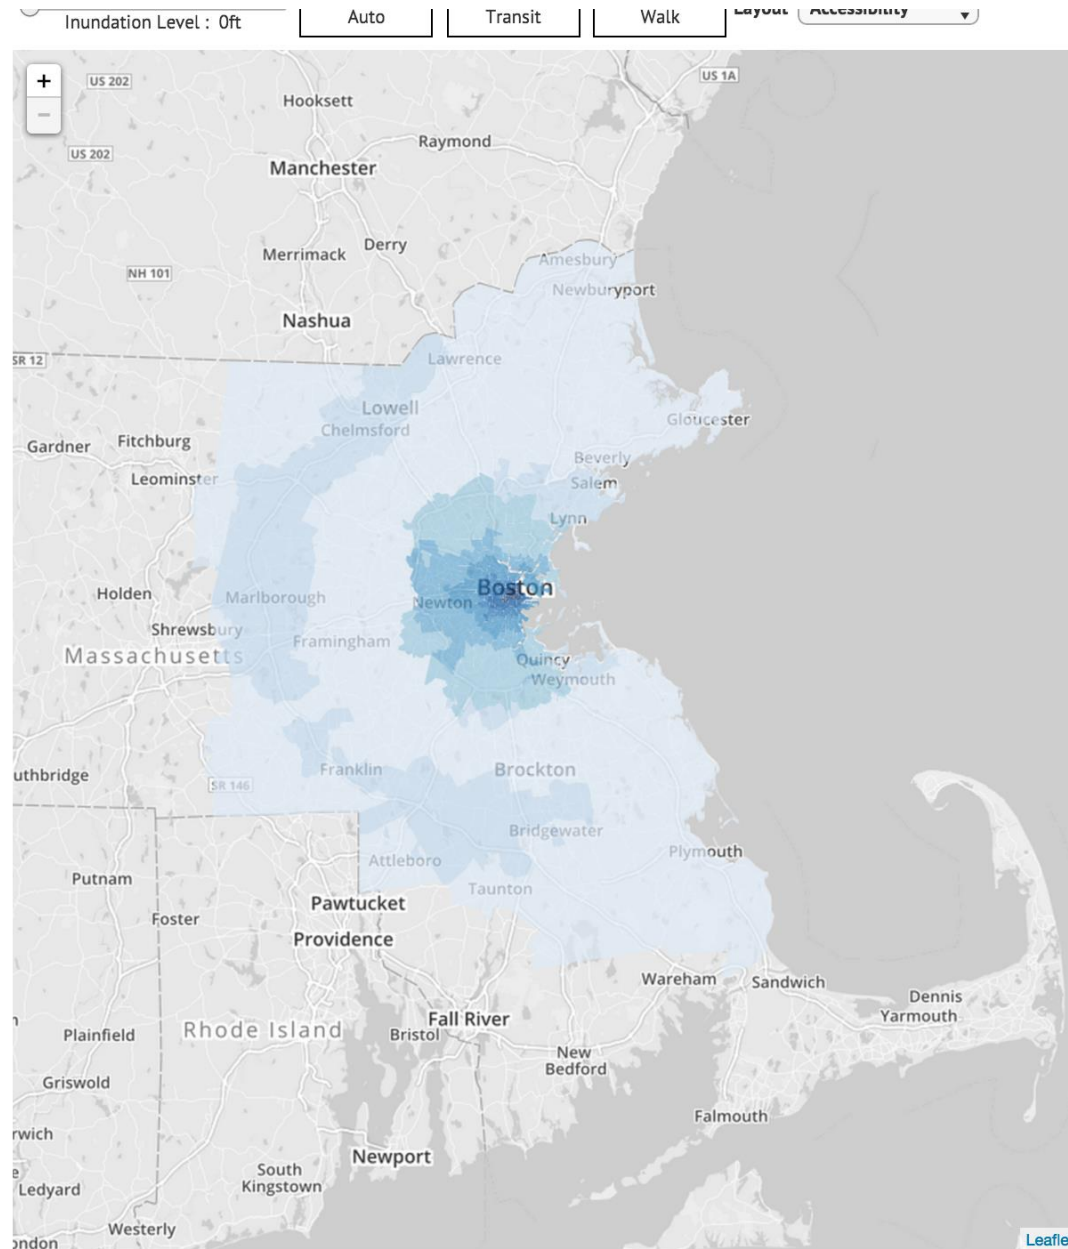 Inundation Level : 0ft
Auto
Transit
Walk
Layout
Accessibility
+
−
US 202
US 1A
Hooksett
Raymond
US 202
Manchester
Derry
Merrimack
Amesbury
NH 101
Newburyport
Nashua
SR 12
Lawrence
Lowell
Gloucester
Chelmsford
Fitchburg
Gardner
Beverly
Leominster
Salem
Lynn
Boston
Holden
Marlborough
Newton
Shrewsbury
Framingham
Massachusetts
Quincy
Weymouth
Franklin
Brockton
uthbridge
SR 146
Bridgewater
Plymouth
Attleboro
Putnam
Taunton
Pawtucket
Foster
Providence
Wareham
Sandwich
Dennis
Yarmouth
Fall River
Rhode Island
Bristol
Plainfield
New
Bedford
Griswold
Falmouth
rwich
Newport
South
Kingstown
Ledyard
Westerly
ondon
Leafle